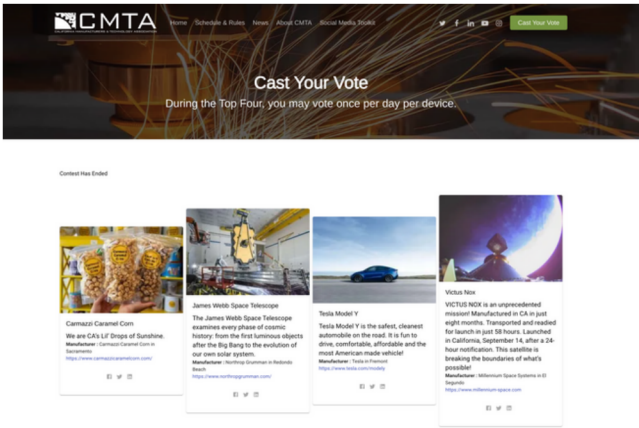 CMTA
CALIFORNIA MANUFACTURERS & TECHNOLOGY ASSOCIATION
Home Schedule & Rules News About CMTA Social Media Toolkit
Cast Your Vote
Cast Your Vote
During the Top Four, you may vote once per day per device.
Contest Has Ended
Carmazzi Caramel Corn
We are CA's Lil' Drops of Sunshine.
Manufacturer | Carmazzi Caramel Corn in
Sacramento
https://www.carmazzicaramelcorn.com/
James Webb Space Telescope
The James Webb Space Telescope
examines every phase of cosmic
history: from the first luminous objects
after the Big Bang to the evolution of
our own solar system.
Manufacturer | Northrop Grumman in Redondo
Beach
https://www.northropgrumman.com/
Tesla Model Y
Tesla Model Y is the safest, cleanest
automobile on the road. It is fun to
drive, comfortable, affordable and the
most American made vehicle!
Manufacturer | Tesla in Fremont
https://www.tesla.com/modely
Victus Nox
VICTUS NOX is an unprecedented
mission! Manufactured in CA in just
eight months. Transported and readied
for launch in just 58 hours. Launched
in California, September 14, after a 24-
hour notification. This satellite is
breaking the boundaries of what's
possible!
Manufacturer | Millennium Space Systems in El
Segundo
https://www.millennium-space.com